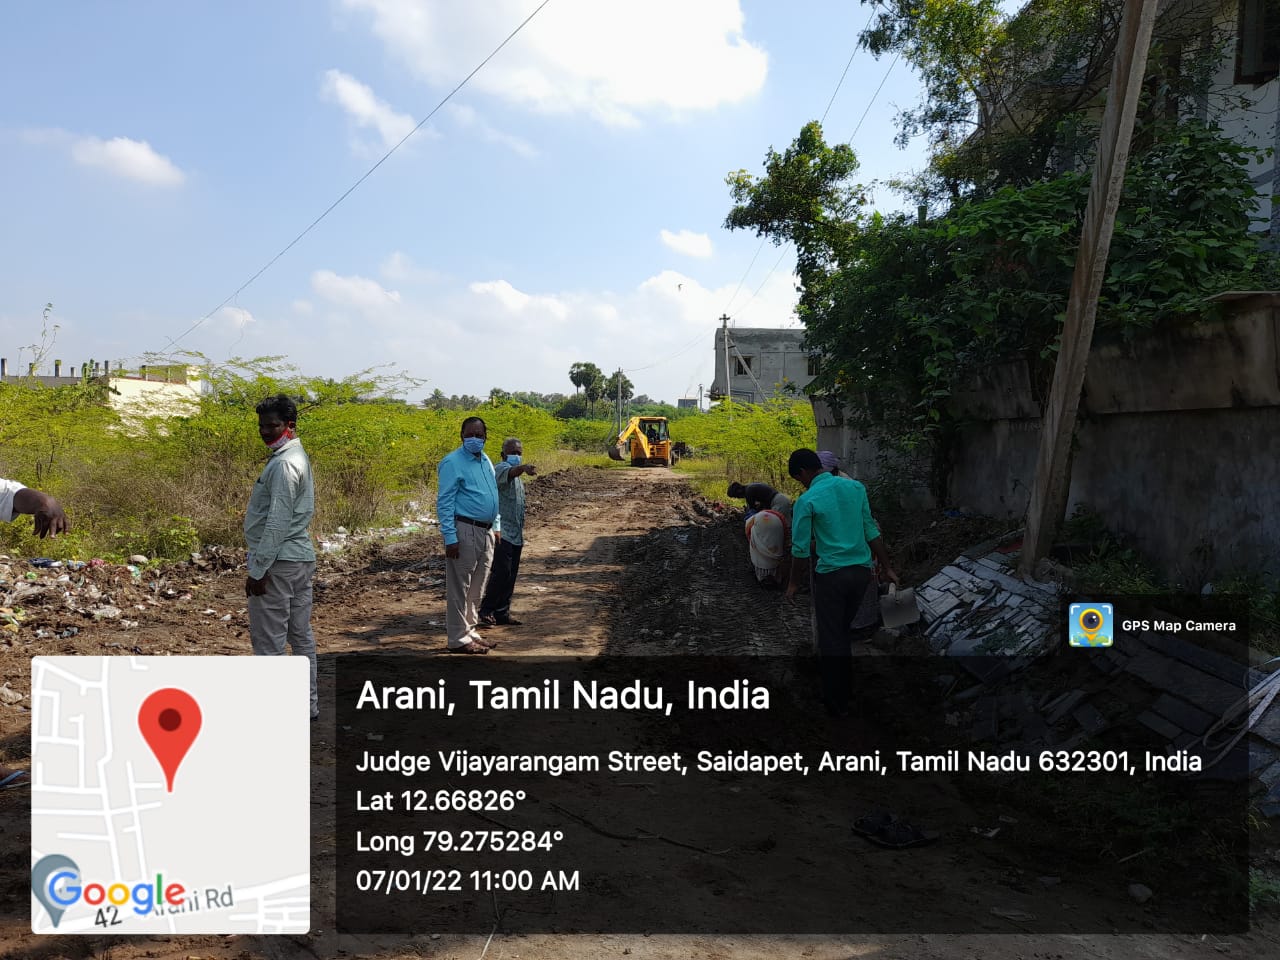 GPS Map Camera
Arani, Tamil Nadu, India
Judge Vijayarangam Street, Saidapet, Arani, Tamil Nadu 632301, India
Lat 12.66826°
Long 79.275284°
07/01/22 11:00 AM
Google
42
Arani Rd